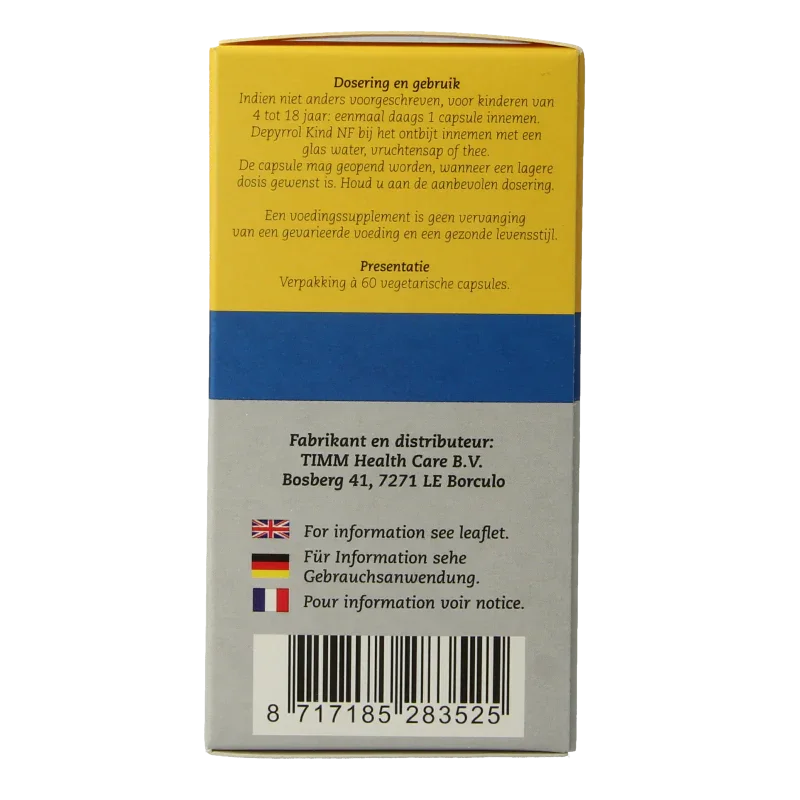 Dosering en gebruik
Indien niet anders voorgeschreven, voor kinderen van
4 tot 18 jaar: eenmaal daags 1 capsule innemen.
Depyrrol Kind NF bij het ontbijt innemen met een
glas water, vruchtensap of thee.
De capsule mag geopend worden, wanneer een lagere
dosis gewenst is. Houd u aan de aanbevolen dosering.
Een voedingssupplement is geen vervanging
van een gevarieerde voeding en een gezonde levensstijl.
Presentatie
Verpakking à 60 vegetarische capsules.
Fabrikant en distributeur:
TIMM Health Care B.V.
Bosberg 41, 7271 LE Borculo
For information see leaflet.
Für Information sehe
Gebrauchsanwendung.
Pour information voir notice.
8 717185 283525